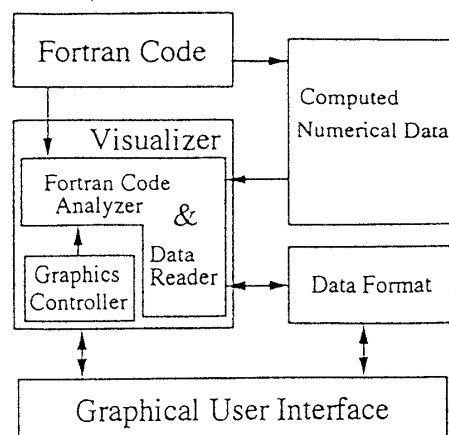 Fortran Code
Computed
Numerical Data
Visualizer
Fortran Code
Analyzer
&
Data
Reader
Graphics
Controller
Data Format
Graphical User Interface